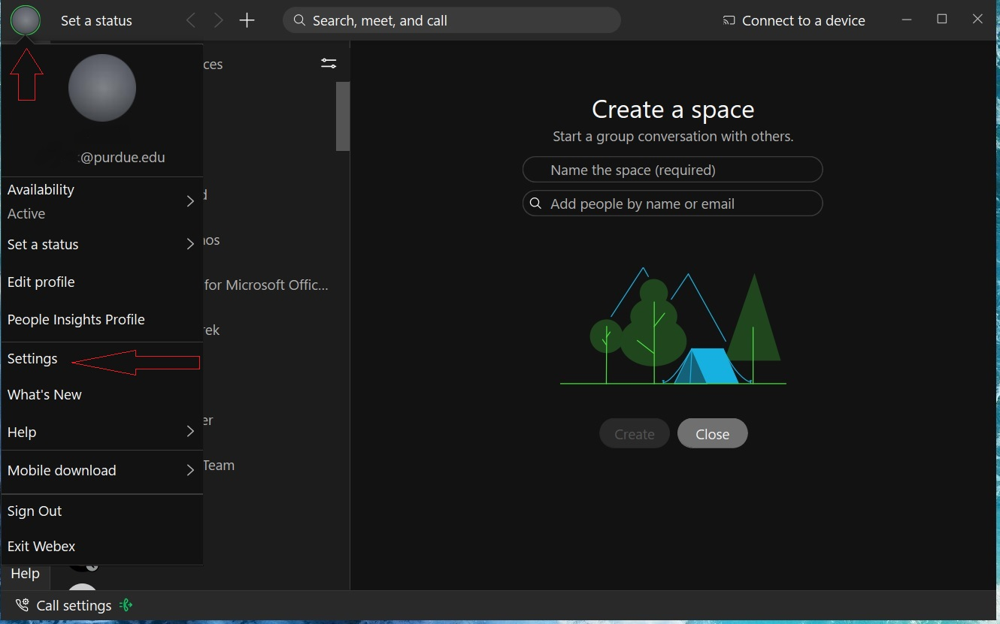 Set a status
Search, meet, and call
Connect to a device
ces
@purdue.edu
Availability
Active
Set a status
Edit profile
People Insights Profile
Settings
What's New
Help
Mobile download
Sign Out
Exit Webex
Help
for Microsoft Offic...
Team
Create a space
Start a group conversation with others.
Name the space (required)
Add people by name or email
Create
Close
Call settings